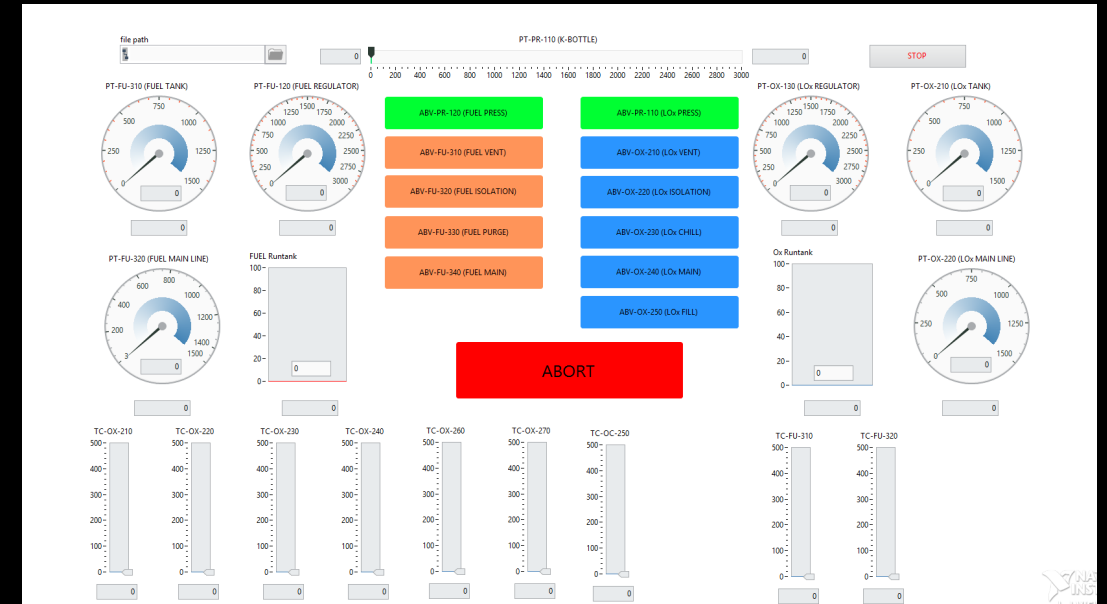 file path
PT-PR-110 (K-BOTTLE)
0
0
STOP
0 200 400 600 800 1000 1200 1400 1600 1800 2000 2200 2400 2600 2800 3000
PT-FU-310 (FUEL TANK)
0 250 500 750 1000 1250 1500
0
0
PT-FU-120 (FUEL REGULATOR)
0 250 500 750 1000 1250 1500 1750 2000 2250 2500 2750 3000
0
0
ABV-PR-120 (FUEL PRESS)
ABV-FU-310 (FUEL VENT)
ABV-FU-320 (FUEL ISOLATION)
ABV-FU-330 (FUEL PURGE)
ABV-FU-340 (FUEL MAIN)
ABV-PR-110 (LOx PRESS)
ABV-OX-210 (LOx VENT)
ABV-OX-220 (LOx ISOLATION)
ABV-OX-230 (LOx CHILL)
ABV-OX-240 (LOx MAIN)
ABV-OX-250 (LOx FILL)
PT-OX-130 (LOx REGULATOR)
0 250 500 750 1000 1250 1500 1750 2000 2250 2500 2750 3000
0
0
PT-OX-210 (LOx TANK)
0 250 500 750 1000 1250 1500
0
0
PT-FU-320 (FUEL MAIN LINE)
3 200 400 600 800 1000 1200 1400 1500
0
0
FUEL Runtank
100
80
60
40
20
0
0
0
ABORT
Ox Runtank
100
80
60
40
20
0
0
0
PT-OX-220 (LOx MAIN LINE)
0 250 500 750 1000 1250 1500
0
0
TC-OX-210
500
400
300
200
100
0
0
TC-OX-220
500
400
300
200
100
0
0
TC-OX-230
500
400
300
200
100
0
0
TC-OX-240
500
400
300
200
100
0
0
TC-OX-260
500
400
300
200
100
0
0
TC-OX-270
500
400
300
200
100
0
0
TC-OC-250
500
400
300
200
100
0
0
TC-FU-310
500
400
300
200
100
0
0
TC-FU-320
500
400
300
200
100
0
0